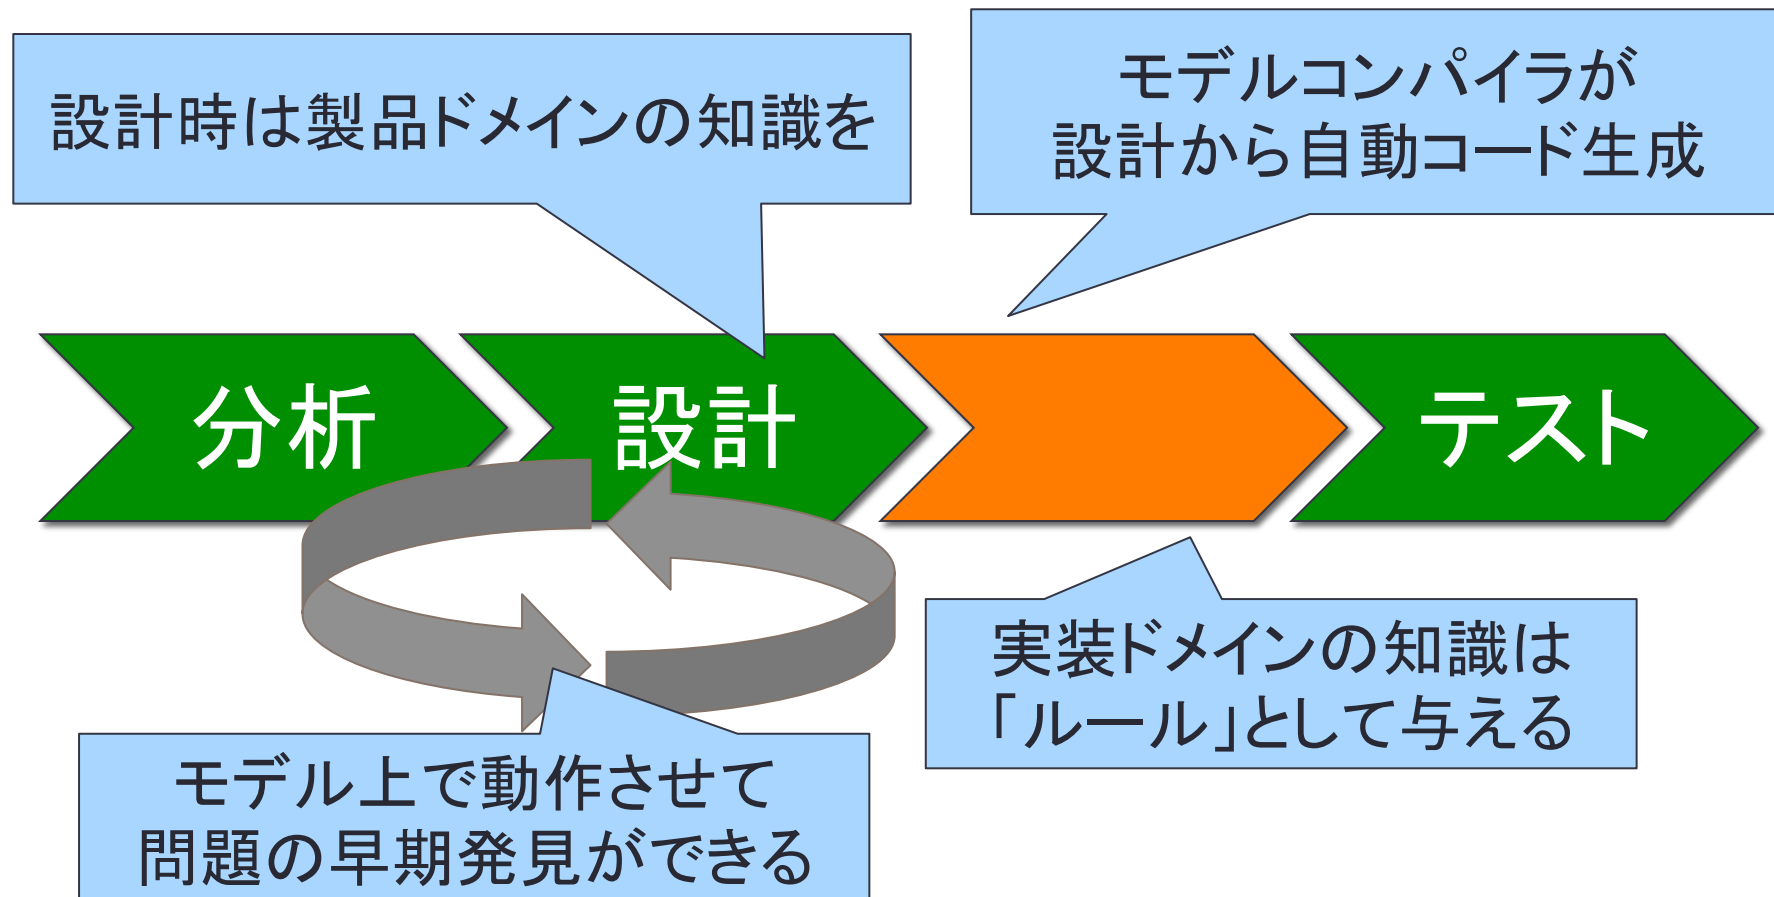 設計時は製品ドメインの知識を
モデルコンパイラが
設計から自動コード生成
分析
設計
テスト
実装ドメインの知識は
「ルール」として与える
モデル上で動作させて
問題の早期発見ができる